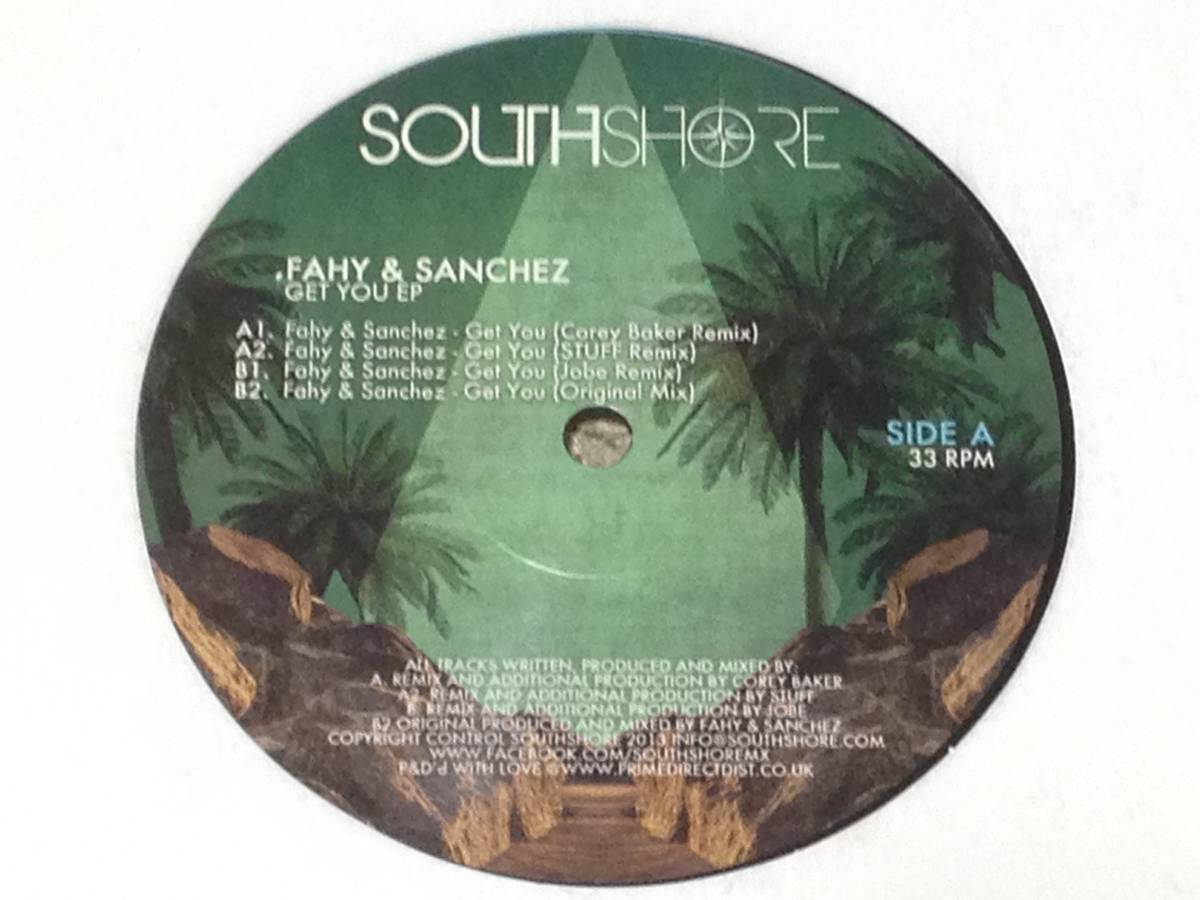 SOUTHSHORE
.FAHY & SANCHEZ
GET YOU EP
A1. Fahy & Sanchez - Get You (Corey Baker Remix)
A2. Fahy & Sanchez - Get You (STUFF Remix)
B1. Fahy & Sanchez - Get You (Jobe Remix)
B2. Fahy & Sanchez - Get You (Original Mix)
SIDE A
33 RPM
ALL TRACKS WRITTEN, PRODUCED AND MIXED BY:
A. REMIX AND ADDITIONAL PRODUCTION BY COREY BAKER
A2. REMIX AND ADDITIONAL PRODUCTION BY STUFF
B. REMIX AND ADDITIONAL PRODUCTION BY JOBE
B2 ORIGINAL PRODUCED AND MIXED BY FAHY & SANCHEZ
COPYRIGHT CONTROL SOUTHSHORE 2013 INFO@SOUTHSHORE.COM
WWW.FACEBOOK.COM/SOUTHSHOREMX
P&D'd WITH LOVE @WWW.PRIMEDIRECTDIST.CO.UK